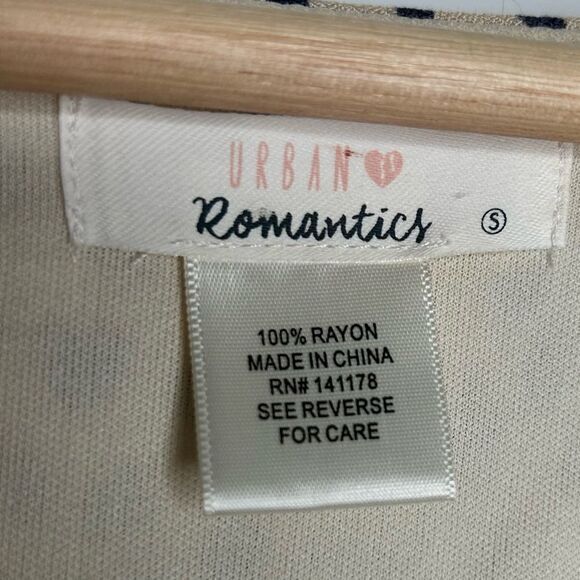 URBAN
Romantics S
100% RAYON
MADE IN CHINA
RN# 141178
SEE REVERSE
FOR CARE